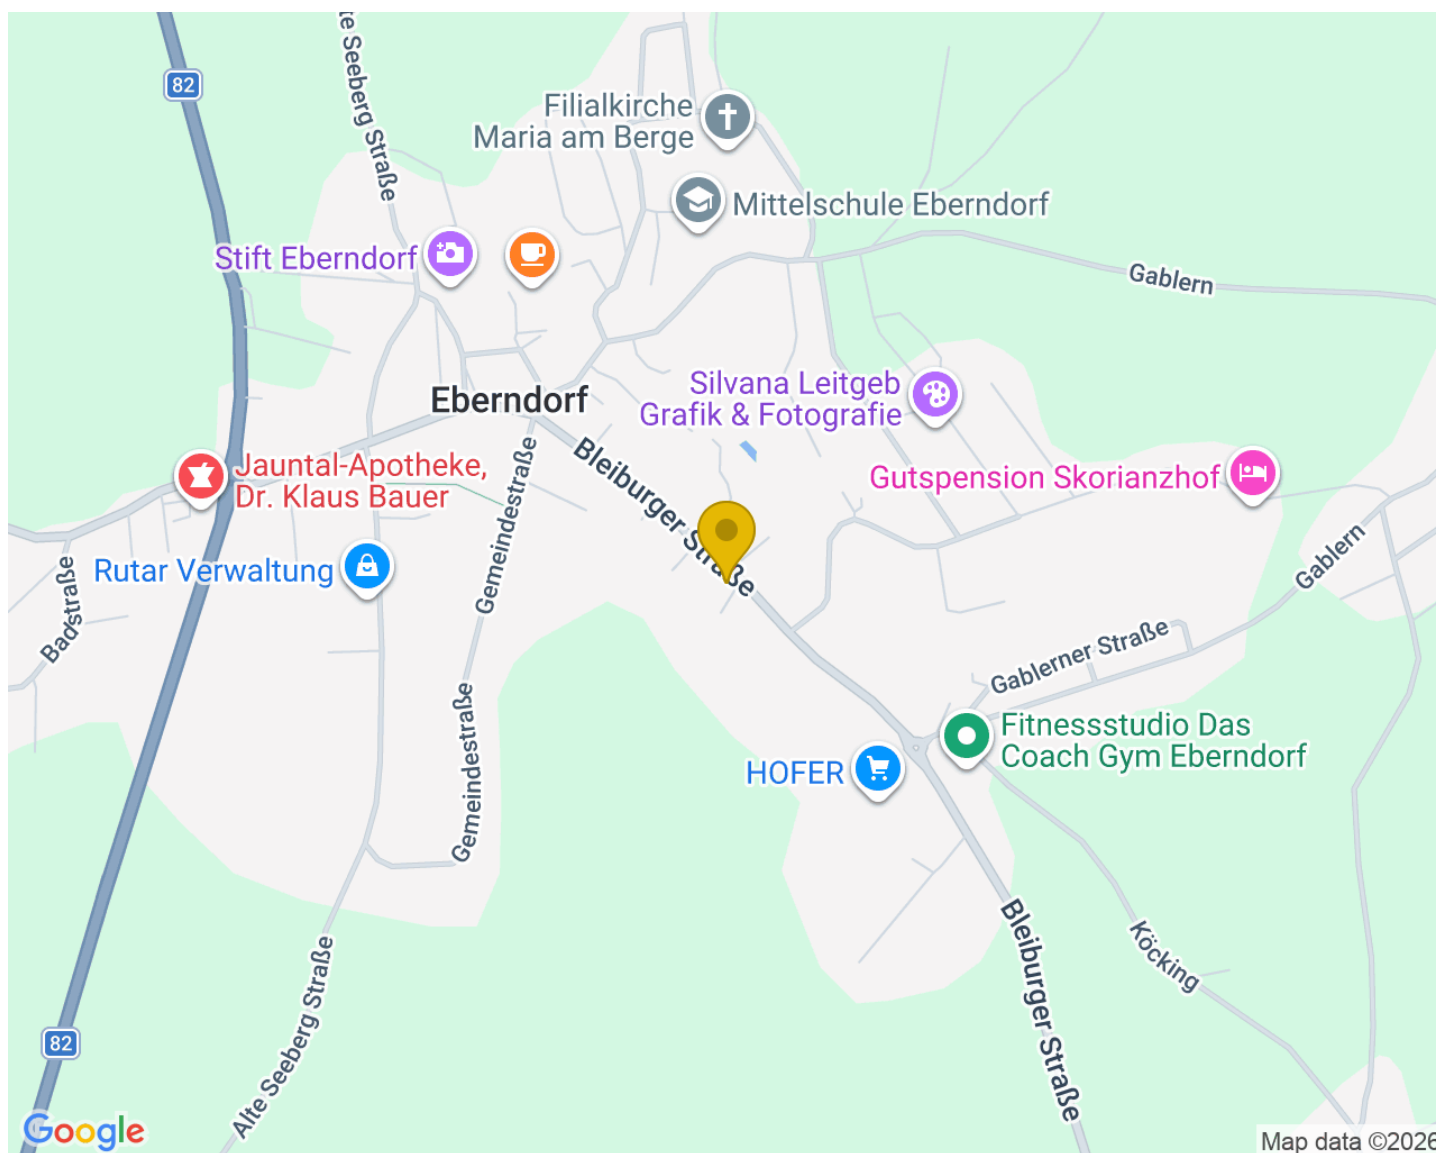 82
te Seeberg Straße
Filialkirche
Maria am Berge
Mittelschule Eberndorf
Stift Eberndorf
Gablern
Silvana Leitgeb
Grafik & Fotografie
Eberndorf
Bleiburger Straße
Jauntal-Apotheke,
Dr. Klaus Bauer
Gemeindestraße
Gutspension Skorianzhof
Rutar Verwaltung
Badstraße
Gablern
Gablerner Straße
Gemeindestraße
Fitnessstudio Das
Coach Gym Eberndorf
HOFER
Bleiburger Straße
Köcking
Alte Seeberg Straße
82
Google
Map data ©2026